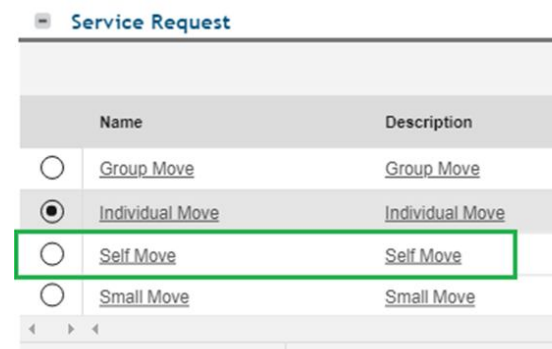 Service Request
Name Description
Group Move Group Move
Individual Move Individual Move
Self Move Self Move
Small Move Small Move